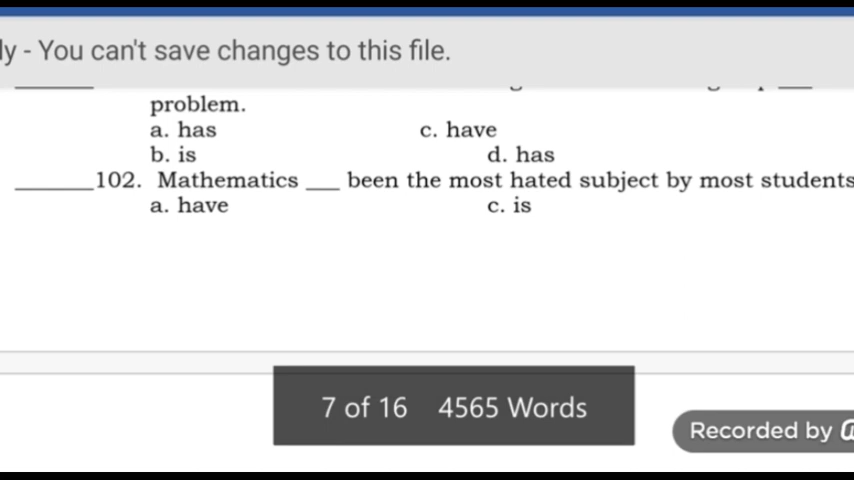 ly - You can't save changes to this file.
problem.
a. has c. have
b. is d. has
______102. Mathematics ___ been the most hated subject by most students
a. have c. is
7 of 16 4565 Words
Recorded by